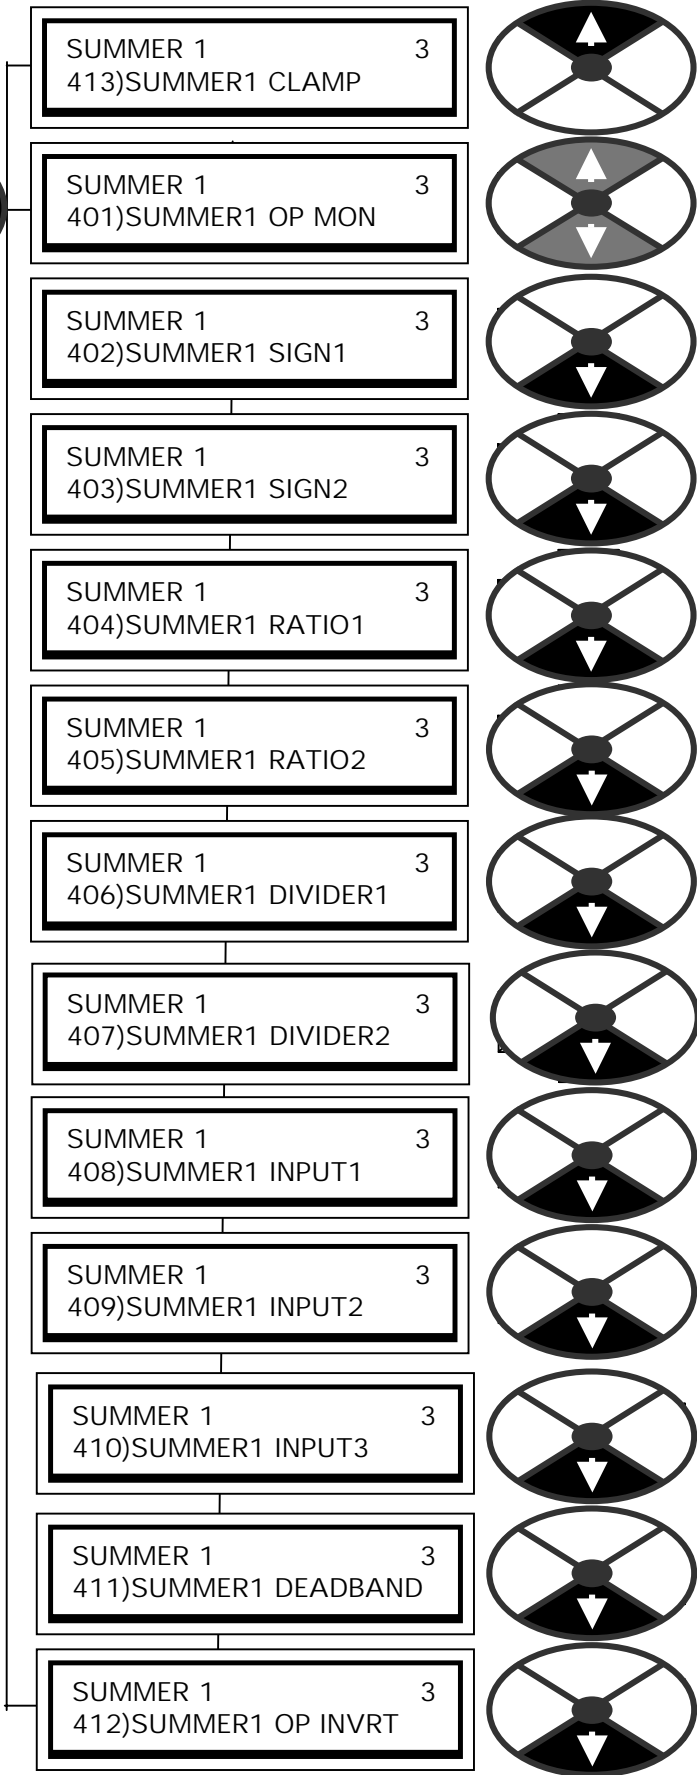 SUMMER 1 3
413)SUMMER1 CLAMP
SUMMER 1 3
401)SUMMER1 OP MON
SUMMER 1 3
402)SUMMER1 SIGN1
SUMMER 1 3
403)SUMMER1 SIGN2
SUMMER 1 3
404)SUMMER1 RATIO1
SUMMER 1 3
405)SUMMER1 RATIO2
SUMMER 1 3
406)SUMMER1 DIVIDER1
SUMMER 1 3
407)SUMMER1 DIVIDER2
SUMMER 1 3
408)SUMMER1 INPUT1
SUMMER 1 3
409)SUMMER1 INPUT2
SUMMER 1 3
410)SUMMER1 INPUT3
SUMMER 1 3
411)SUMMER1 DEADBAND
SUMMER 1 3
412)SUMMER1 OP INVRT